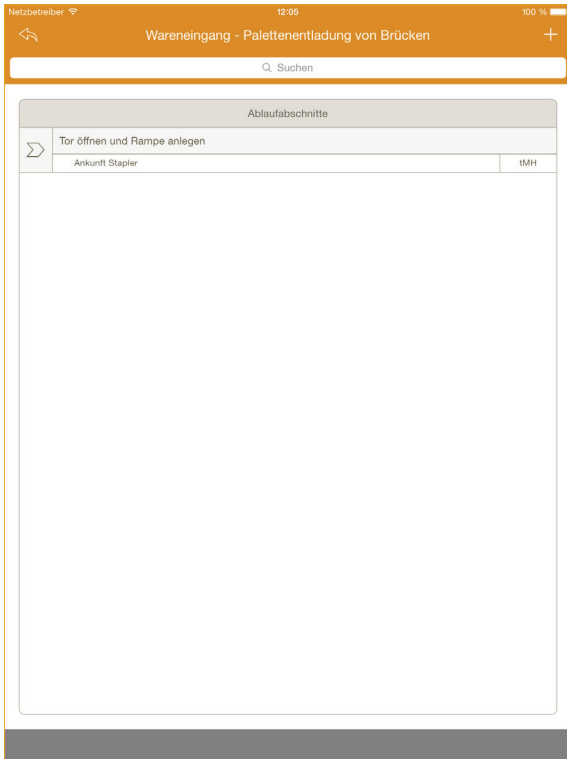 Netzbetreiber 12:05 100 %
Wareneingang - Palettenentladung von Brücken
Suchen
Ablaufabschnitte
Tor öffnen und Rampe anlegen
Ankunft Stapler tMH